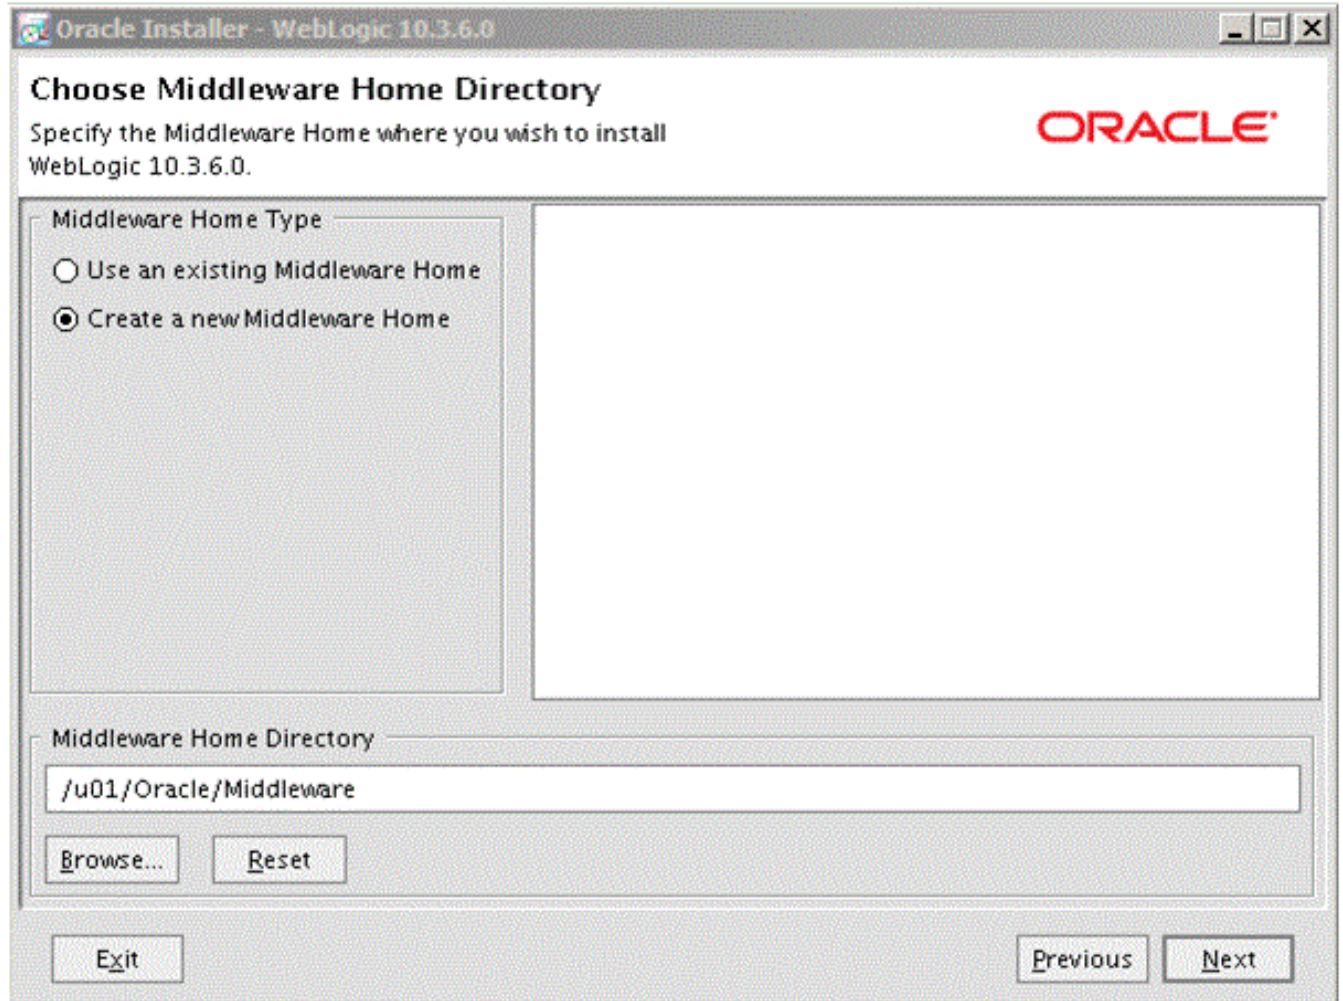 Oracle Installer - WebLogic 10.3.6.0
Choose Middleware Home Directory
Specify the Middleware Home where you wish to install
WebLogic 10.3.6.0.
ORACLE
Middleware Home Type
Use an existing Middleware Home
Create a new Middleware Home
Middleware Home Directory
/u01/Oracle/Middleware
Browse...
Reset
Exit
Previous
Next